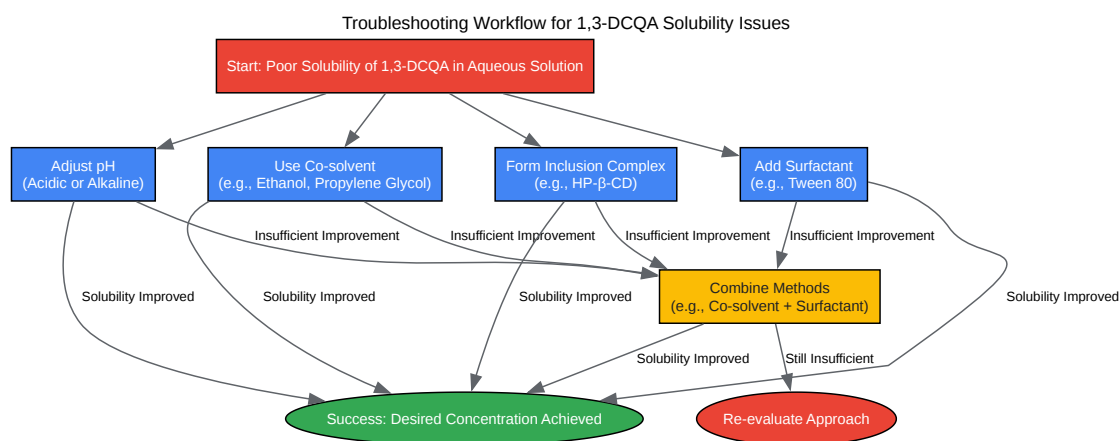 Troubleshooting Workflow for 1,3-DCQA Solubility Issues
Start: Poor Solubility of 1,3-DCQA in Aqueous Solution
Adjust pH
(Acidic or Alkaline)
Use Co-solvent
(e.g., Ethanol, Propylene Glycol)
Form Inclusion Complex
(e.g., HP-β-CD)
Add Surfactant
(e.g., Tween 80)
Insufficient Improvement
Insufficient Improvement
Insufficient Improvement
Insufficient Improvement
Solubility Improved
Solubility Improved
Solubility Improved
Combine Methods
(e.g., Co-solvent + Surfactant)
Solubility Improved
Solubility Improved
Still Insufficient
Success: Desired Concentration Achieved
Re-evaluate Approach